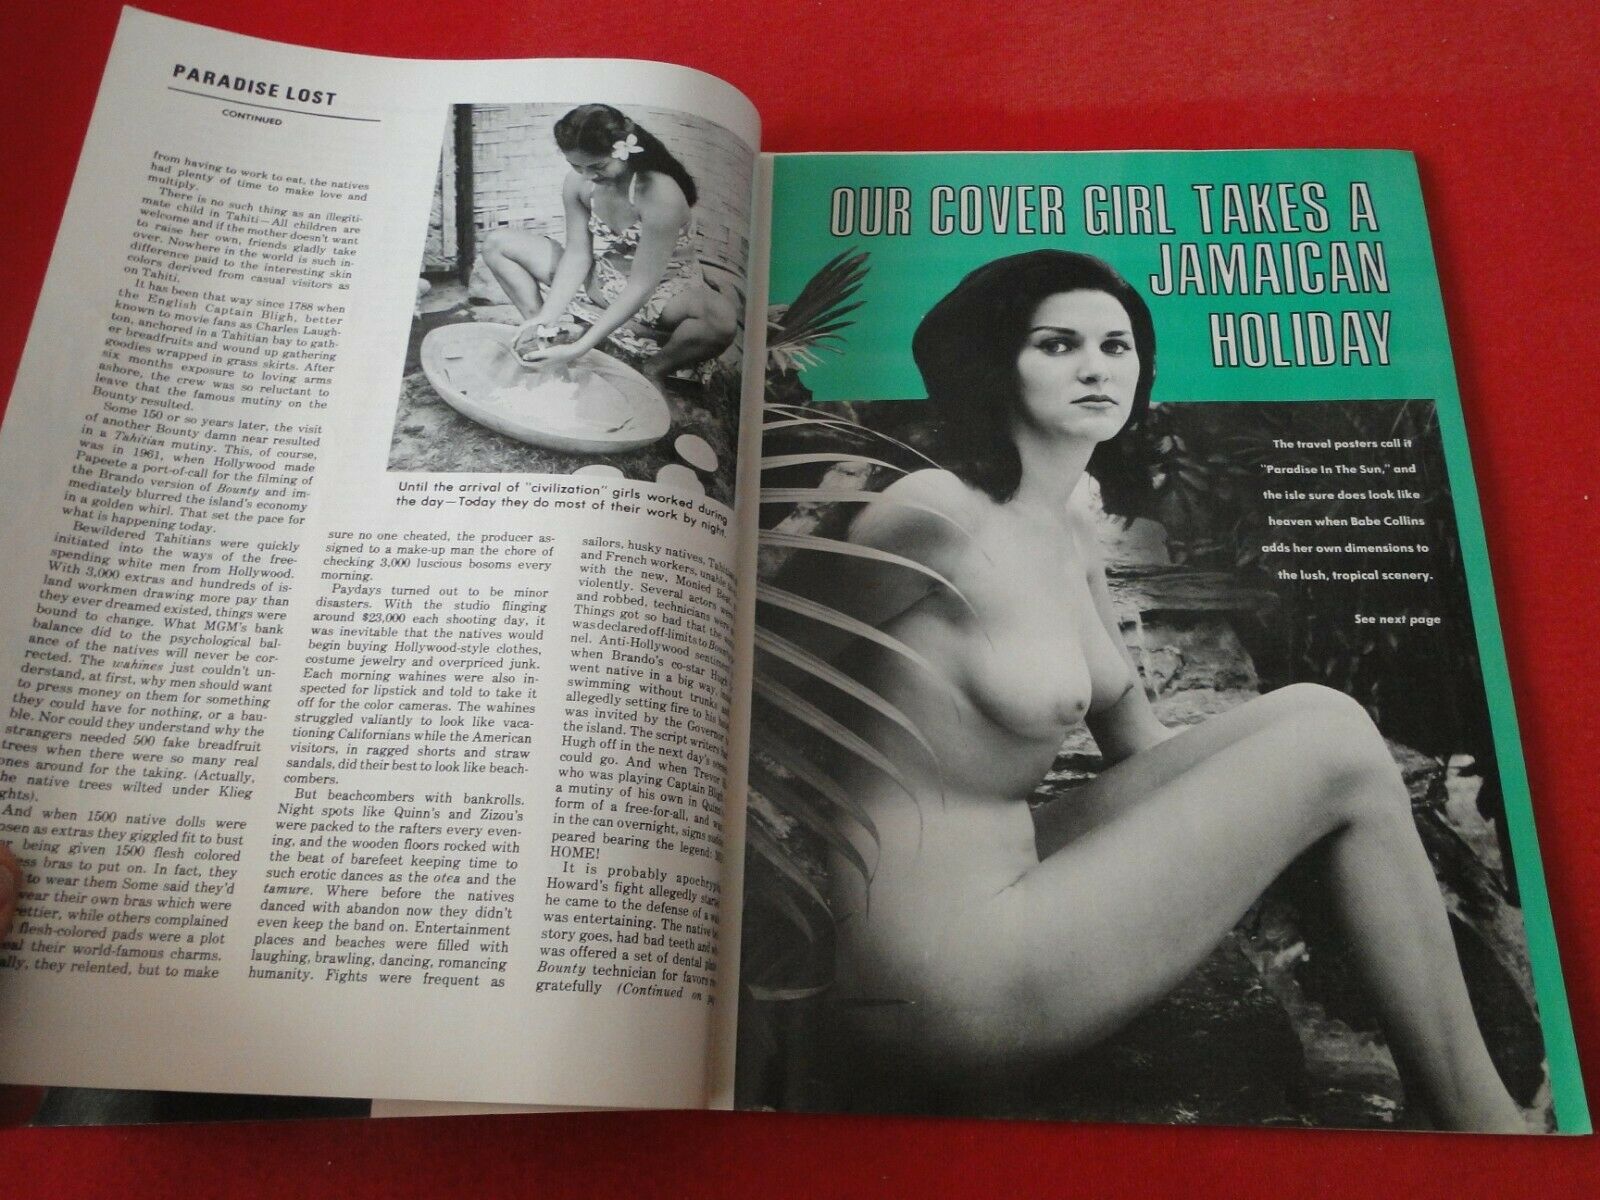 PARADISE LOST
CONTINUED
from having to work to eat, the natives
had plenty of time to make love and
multiply.
There is no such thing as an illegiti-
mate child in Tahiti—All children are
welcome and if the mother doesn't want
to raise her own, friends gladly take
over. Nowhere in the world is such in-
difference paid to the interesting skin
colors derived from casual visitors as
on Tahiti.
It has been that way since 1788 when
the English Captain Bligh, better
known to movie fans as Charles Laugh-
ton, anchored in a Tahitian bay to gath-
er breadfruits and wound up gathering
goodies wrapped in grass skirts. After
six months exposure to loving arms
ashore, the crew was so reluctant to
leave that the famous mutiny on the
Bounty resulted.
Some 150 or so years later, the visit
of another Bounty damn near resulted
in a Tahitian mutiny. This, of course,
was in 1961, when Hollywood made
Papeete a port-of-call for the filming of
the Brando version of Bounty and im-
mediately blurred the island's economy
in a golden whirl. That set the pace for
what is happening today.
Bewildered Tahitians were quickly
initiated into the ways of the free-
spending white men from Hollywood.
With 3,000 extras and hundreds of is-
land workmen drawing more pay than
they ever dreamed existed, things were
bound to change. What MGM's bank
balance did to the psychological bal-
ance of the natives will never be cor-
rected. The wahines just couldn't un-
derstand, at first, why men should want
to press money on them for something
they could have for nothing, or a bau-
ble. Nor could they understand why the
strangers needed 500 fake breadfruit
trees when there were so many real
ones around for the taking. (Actually,
the native trees wilted under Klieg
ghts).
And when 1500 native dolls were
osen as extras they giggled fit to bust
being given 1500 flesh colored
ess bras to put on. In fact, they
to wear them Some said they'd
wear their own bras which were
rettier, while others complained
flesh-colored pads were a plot
eal their world-famous charms.
ally, they relented, but to make
Until the arrival of "civilization" girls worked during
the day—Today they do most of their work by night.
sure no one cheated, the producer as-
signed to a make-up man the chore of
checking 3,000 luscious bosoms every
morning.
Paydays turned out to be minor
disasters. With the studio flinging
around $23,000 each shooting day, it
was inevitable that the natives would
begin buying Hollywood-style clothes,
costume jewelry and overpriced junk.
Each morning wahines were also in-
spected for lipstick and told to take it
off for the color cameras. The wahines
struggled valiantly to look like vaca-
tioning Californians while the American
visitors, in ragged shorts and straw
sandals, did their best to look like beach-
combers.
But beachcombers with bankrolls.
Night spots like Quinn's and Zizou's
were packed to the rafters every even-
ing, and the wooden floors rocked with
the beat of barefeet keeping time to
such erotic dances as the otea and the
tamure. Where before the natives
danced with abandon now they didn't
even keep the band on. Entertainment
places and beaches were filled with
laughing, brawling, dancing, romancing
humanity. Fights were frequent as
sailors, husky natives,
and French workers,
with the new. Monied
violently. Several actors
and robbed, technicians were
Things got so bad that the
was declared off-limits to
nel. Anti-Hollywood sentiment
when Brando's co-star Hugh
went native in a big way,
swimming without trunks
allegedly setting fire to his
was invited by the Governor
the island. The script writers
Hugh off in the next day's
could go. And when Trevor
who was playing Captain Bligh
a mutiny of his own in Quinn's
form of a free-for-all, and
in the can overnight, signs
peared bearing the legend:
HOME!
It is probably
Howard's fight allegedly
he came to the defense of a
was entertaining. The native
story goes, had bad teeth and
was offered a set of dental
Bounty technician for favors
gratefully (Continued on
OUR COVER GIRL TAKES A
JAMAICAN
HOLIDAY
The travel posters call it
"Paradise In The Sun," and
the isle sure does look like
heaven when Babe Collins
adds her own dimensions to
the lush, tropical scenery.
See next page